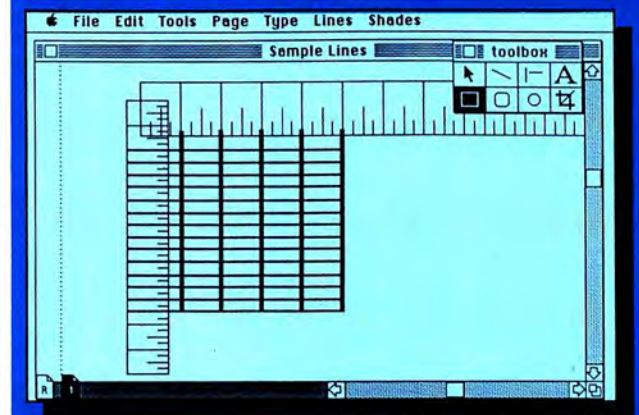 File Edit Tools Page Type Lines Shades
Sample Lines
toolbox
A
R 1